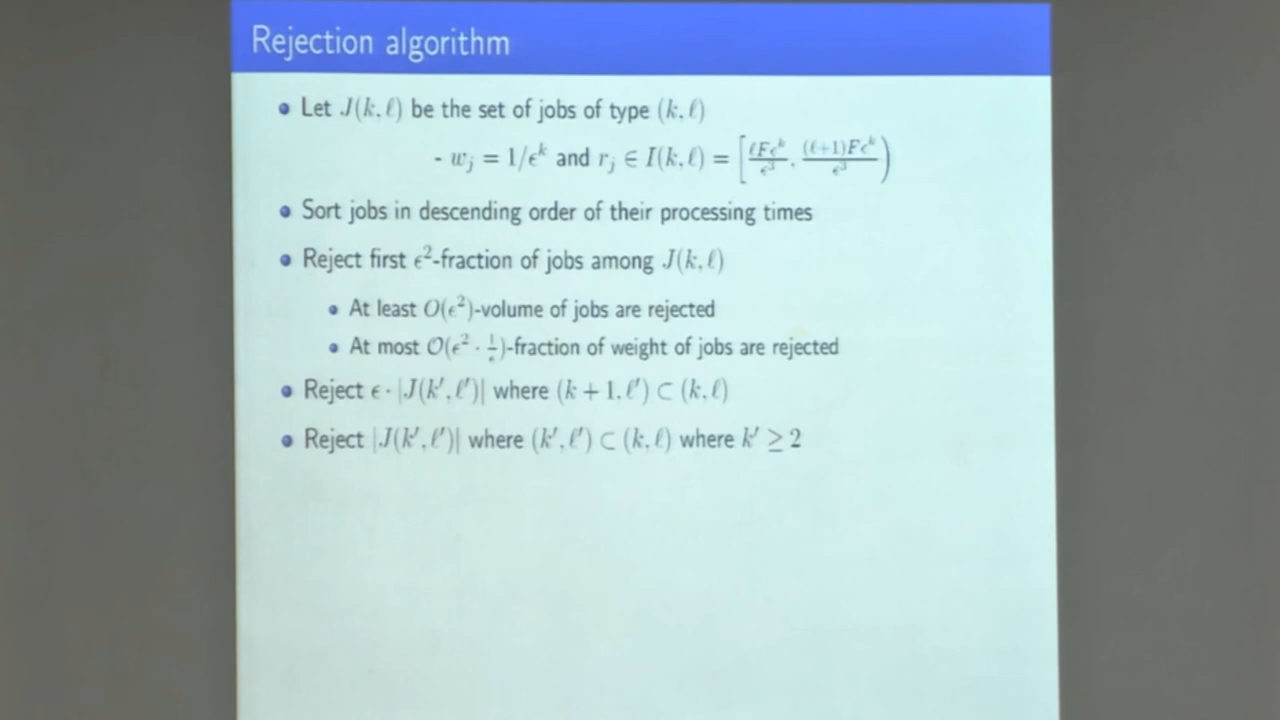 Rejection algorithm
• Let J(k, ℓ) be the set of jobs of type (k, ℓ)
- w_j = 1/ϵ^k and r_j ∈ I(k, ℓ) = [ℓFϵ^k/ϵ^3, (ℓ+1)Fϵ^k/ϵ^3)
• Sort jobs in descending order of their processing times
• Reject first ϵ^2-fraction of jobs among J(k, ℓ)
• At least O(ϵ^2)-volume of jobs are rejected
• At most O(ϵ^2 · 1/ϵ)-fraction of weight of jobs are rejected
• Reject ϵ · |J(k′, ℓ′)| where (k + 1, ℓ′) ⊂ (k, ℓ)
• Reject |J(k′, ℓ′)| where (k′, ℓ′) ⊂ (k, ℓ) where k′ ≥ 2